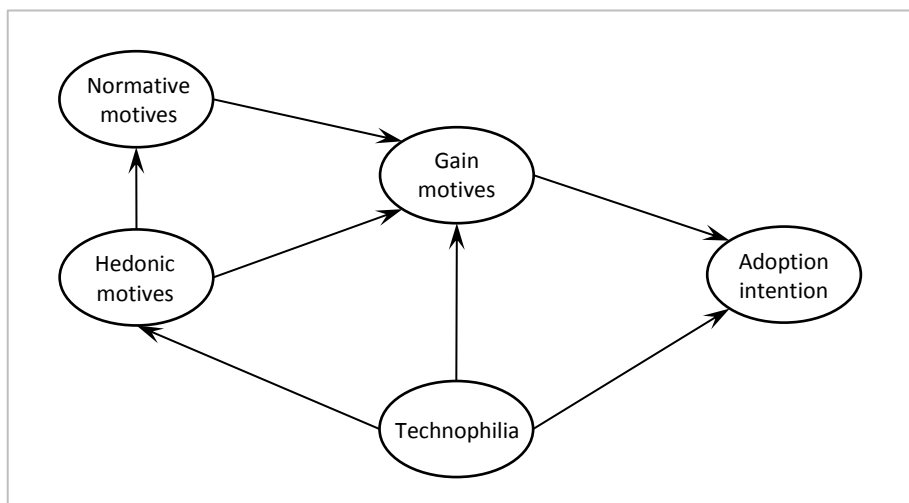 Normative
motives
Gain
motives
Hedonic
motives
Adoption
intention
Technophilia